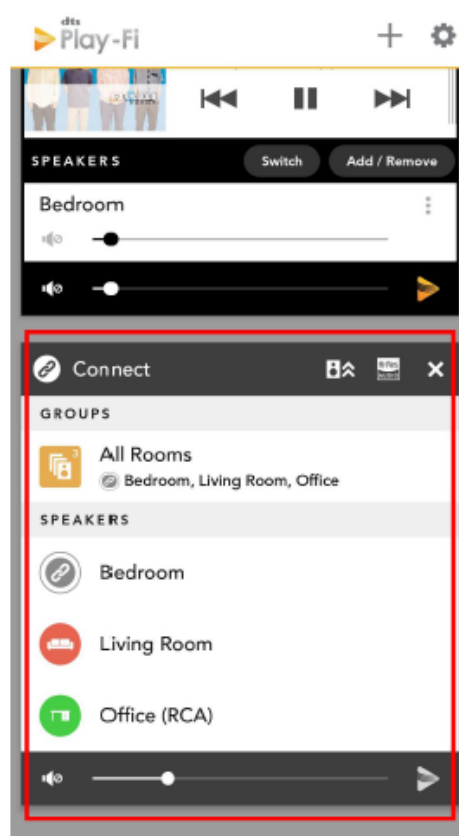 dts
Play-Fi
SPEAKERS
Switch
Add / Remove
Bedroom
Connect
GROUPS
3
All Rooms
Bedroom, Living Room, Office
SPEAKERS
Bedroom
Living Room
Office (RCA)